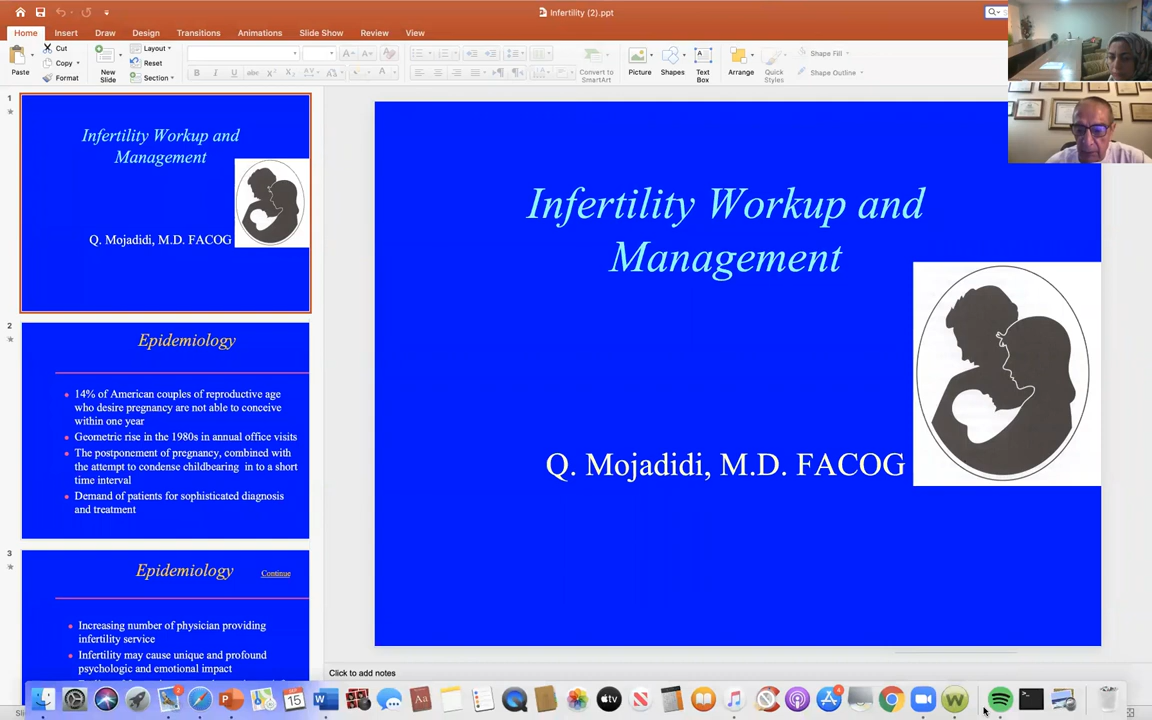 Infertility (2).ppt
Home
Insert
Draw
Design
Transitions
Animations
Slide Show
Review
View
Paste
Cut
Copy
Format
New
Slide
Layout
Reset
Section
Convert to
SmartArt
Picture
Shapes
Text
Box
Arrange
Quick
Styles
Shape Fill
Shape Outline
1
Infertility Workup and
Management
Q. Mojadidi, M.D. FACOG
2
Epidemiology
14% of American couples of reproductive age
who desire pregnancy are not able to conceive
within one year
Geometric rise in the 1980s in annual office visits
The postponement of pregnancy, combined with
the attempt to condense childbearing in to a short
time interval
Demand of patients for sophisticated diagnosis
and treatment
3
Epidemiology
Continue
Increasing number of physician providing
infertility service
Infertility may cause unique and profound
psychologic and emotional impact
Infertility Workup and
Management
Q. Mojadidi, M.D. FACOG
Click to add notes
15